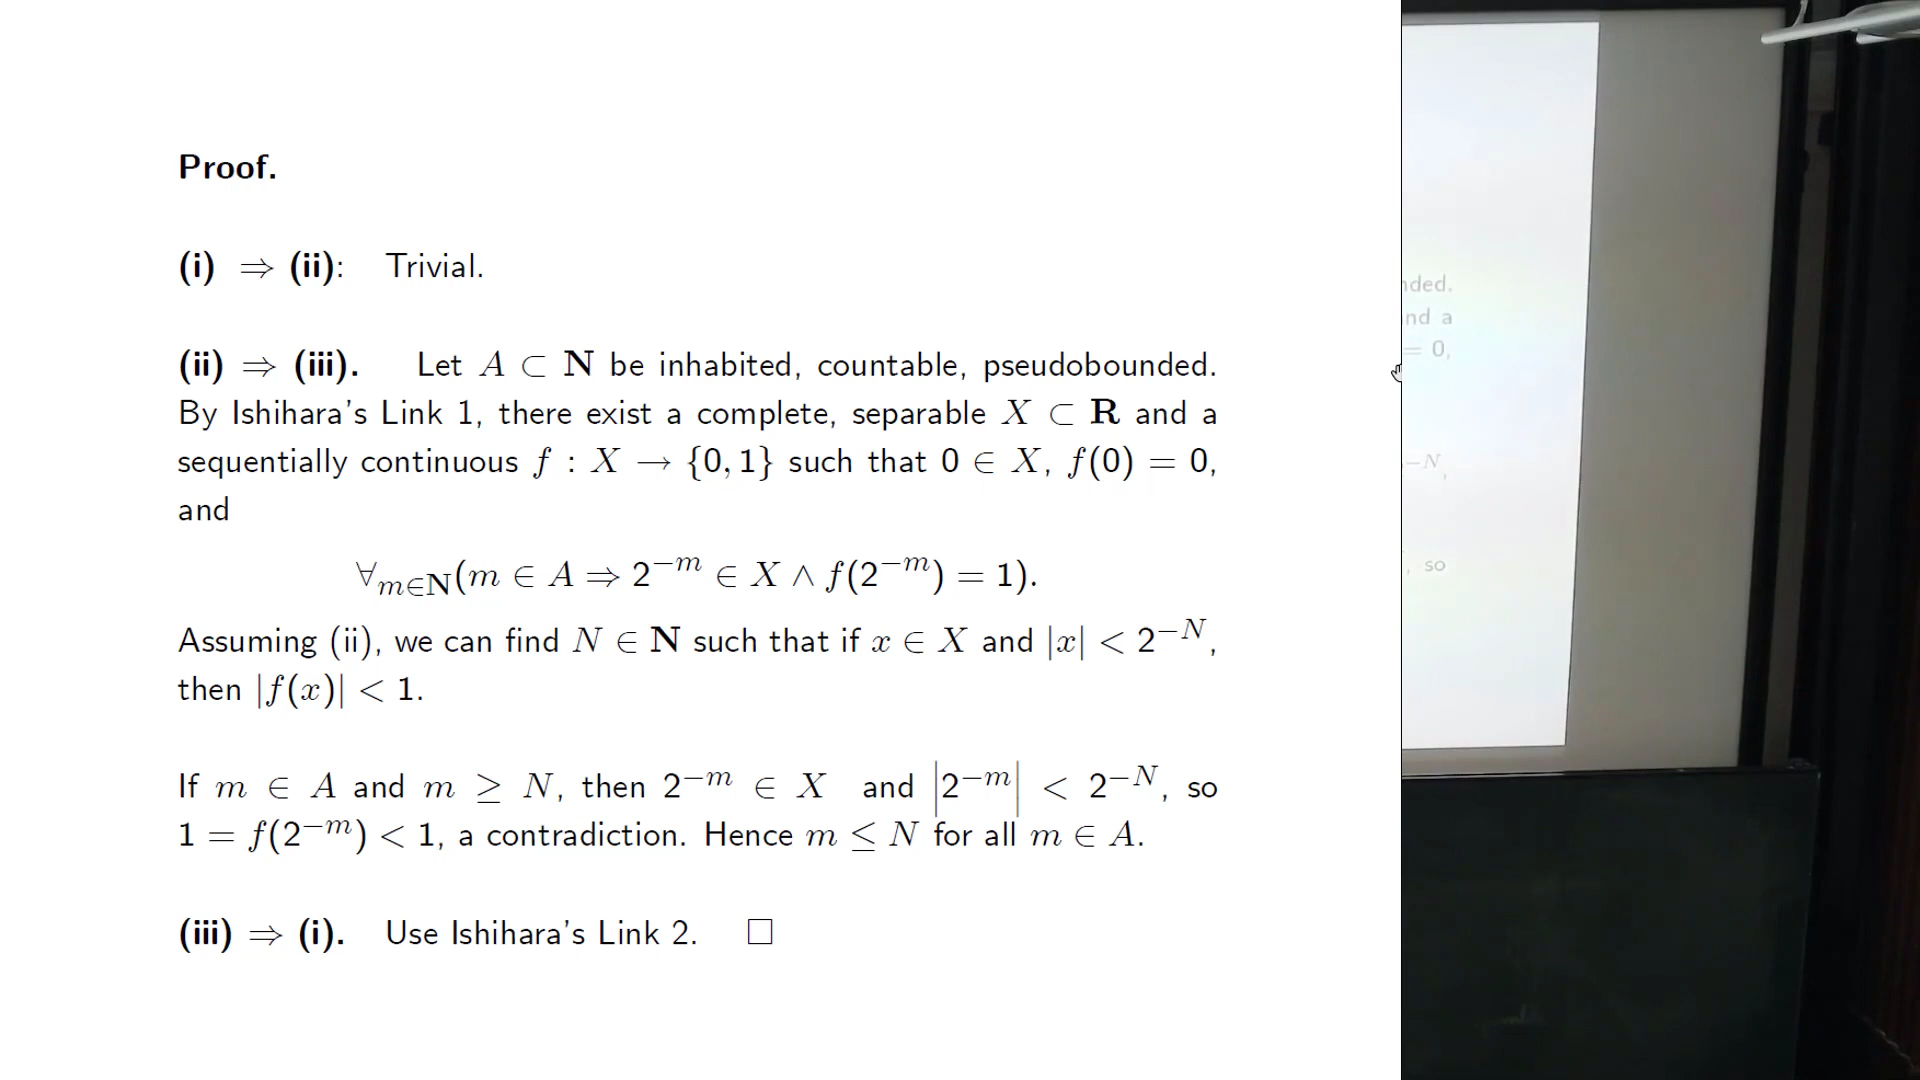 Proof.
(i) ⇒ (ii): Trivial.
(ii) ⇒ (iii). Let A ⊂ N be inhabited, countable, pseudobounded.
By Ishihara's Link 1, there exist a complete, separable X ⊂ R and a
sequentially continuous f : X → {0, 1} such that 0 ∈ X, f(0) = 0,
and
∀m∈N(m ∈ A ⇒ 2^{−m} ∈ X ∧ f(2^{−m}) = 1).
Assuming (ii), we can find N ∈ N such that if x ∈ X and |x| < 2^{−N},
then |f(x)| < 1.
If m ∈ A and m ≥ N, then 2^{−m} ∈ X and |2^{−m}| < 2^{−N}, so
1 = f(2^{−m}) < 1, a contradiction. Hence m ≤ N for all m ∈ A.
(iii) ⇒ (i). Use Ishihara's Link 2. □
nded.
nd a
= 0,
−N,
, so